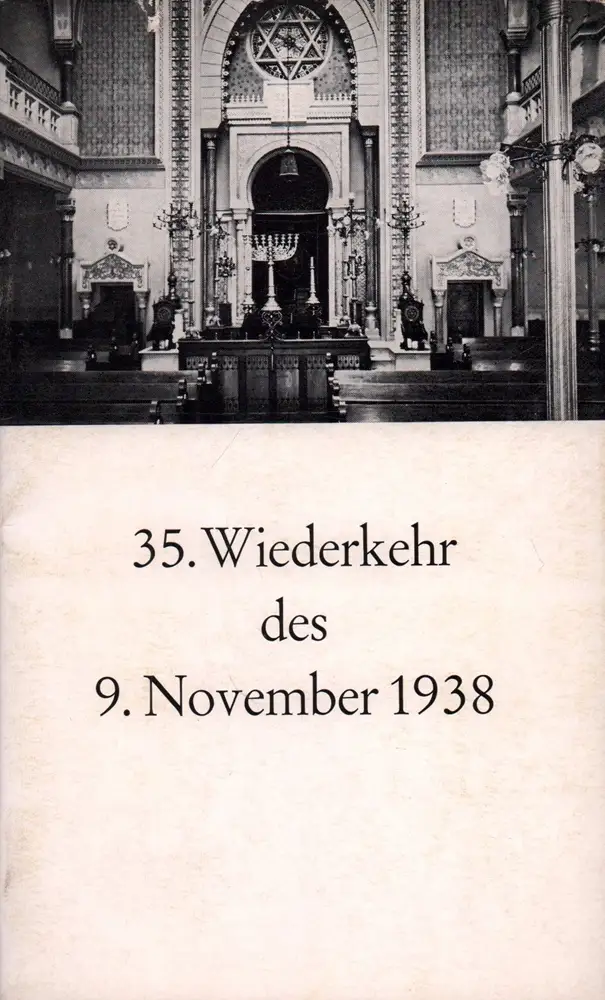 35. Wiederkehr
des
9. November 1938